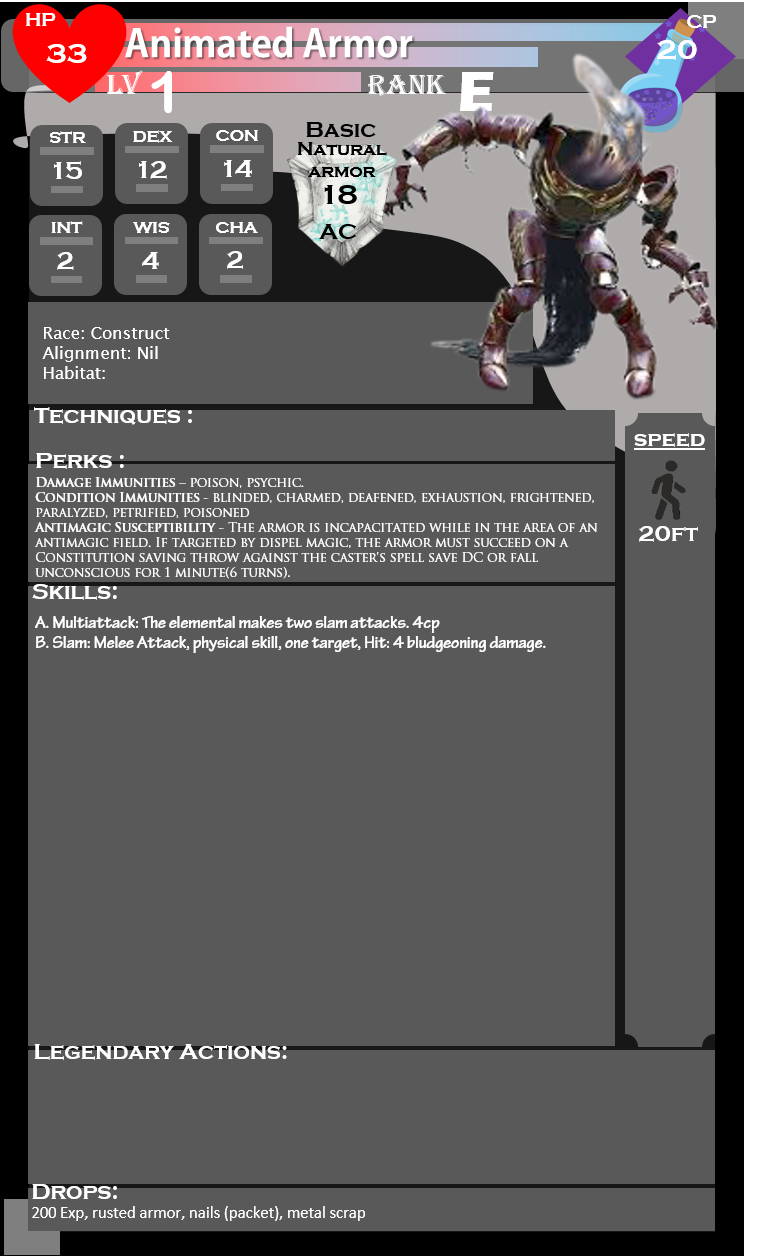 HP
33
Animated Armor
CP
20
LV 1
RANK E
STR
15
DEX
12
CON
14
INT
2
WIS
4
CHA
2
Basic
Natural
armor
18
AC
Race: Construct
Alignment: Nil
Habitat:
Techniques :
Perks :
Damage Immunities – poison, psychic.
Condition Immunities - blinded, charmed, deafened, exhaustion, frightened,
paralyzed, petrified, poisoned
Antimagic Susceptibility - The armor is incapacitated while in the area of an
antimagic field. If targeted by dispel magic, the armor must succeed on a
Constitution saving throw against the caster's spell save DC or fall
unconscious for 1 minute(6 turns).
SPEED
20FT
Skills:
A. Multiattack: The elemental makes two slam attacks. 4cp
B. Slam: Melee Attack, physical skill, one target, Hit: 4 bludgeoning damage.
Legendary Actions:
Drops:
200 Exp, rusted armor, nails (packet), metal scrap